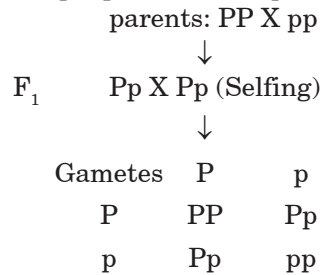 parents: PP X pp
↓
F1 Pp X Pp (Selfing)
↓
Gametes P p
P PP Pp
p Pp pp